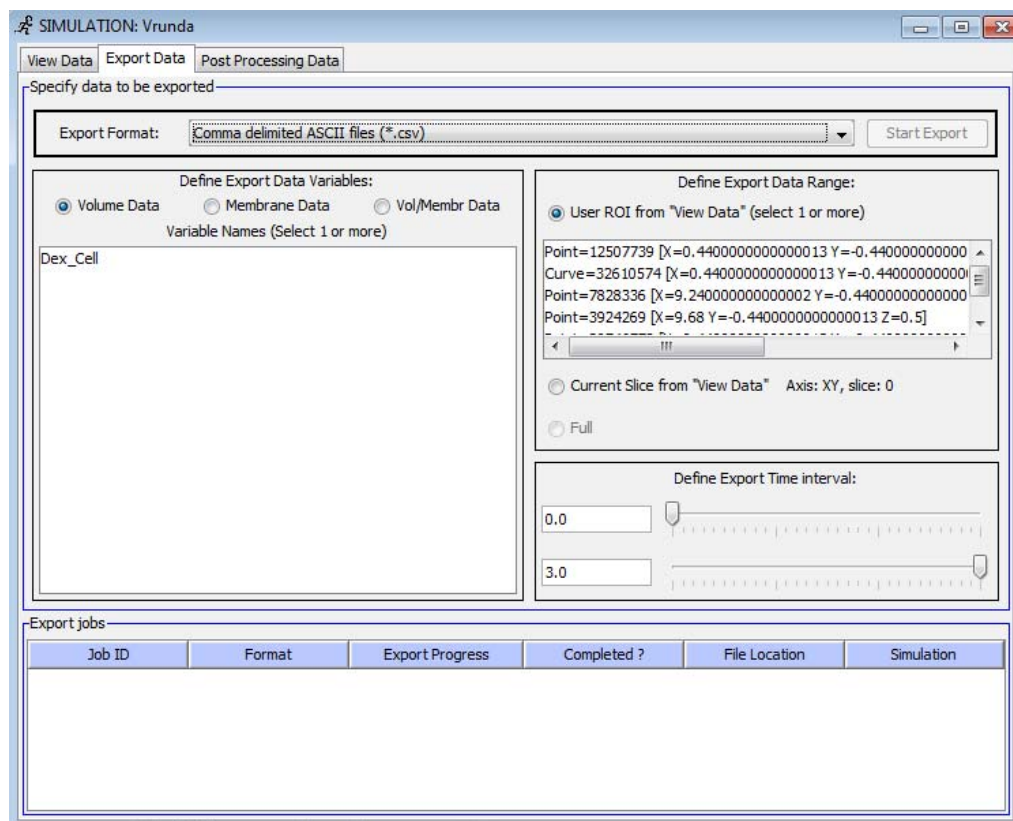 SIMULATION: Vrunda
View Data Export Data Post Processing Data
Specify data to be exported
Export Format: Comma delimited ASCII files (*.csv) Start Export
Define Export Data Variables:
Volume Data Membrane Data Vol/Membr Data
Variable Names (Select 1 or more)
Dex_Cell
Define Export Data Range:
User ROI from "View Data" (select 1 or more)
Point=12507739 [X=0.4400000000000013 Y=-0.440000000000
Curve=32610574 [X=0.4400000000000013 Y=-0.44000000000
Point=7828336 [X=9.240000000000002 Y=-0.44000000000000
Point=3924269 [X=9.68 Y=-0.4400000000000013 Z=0.5]
Current Slice from "View Data" Axis: XY, slice: 0
Full
Define Export Time interval:
0.0
3.0
Export jobs
Job ID Format Export Progress Completed ? File Location Simulation